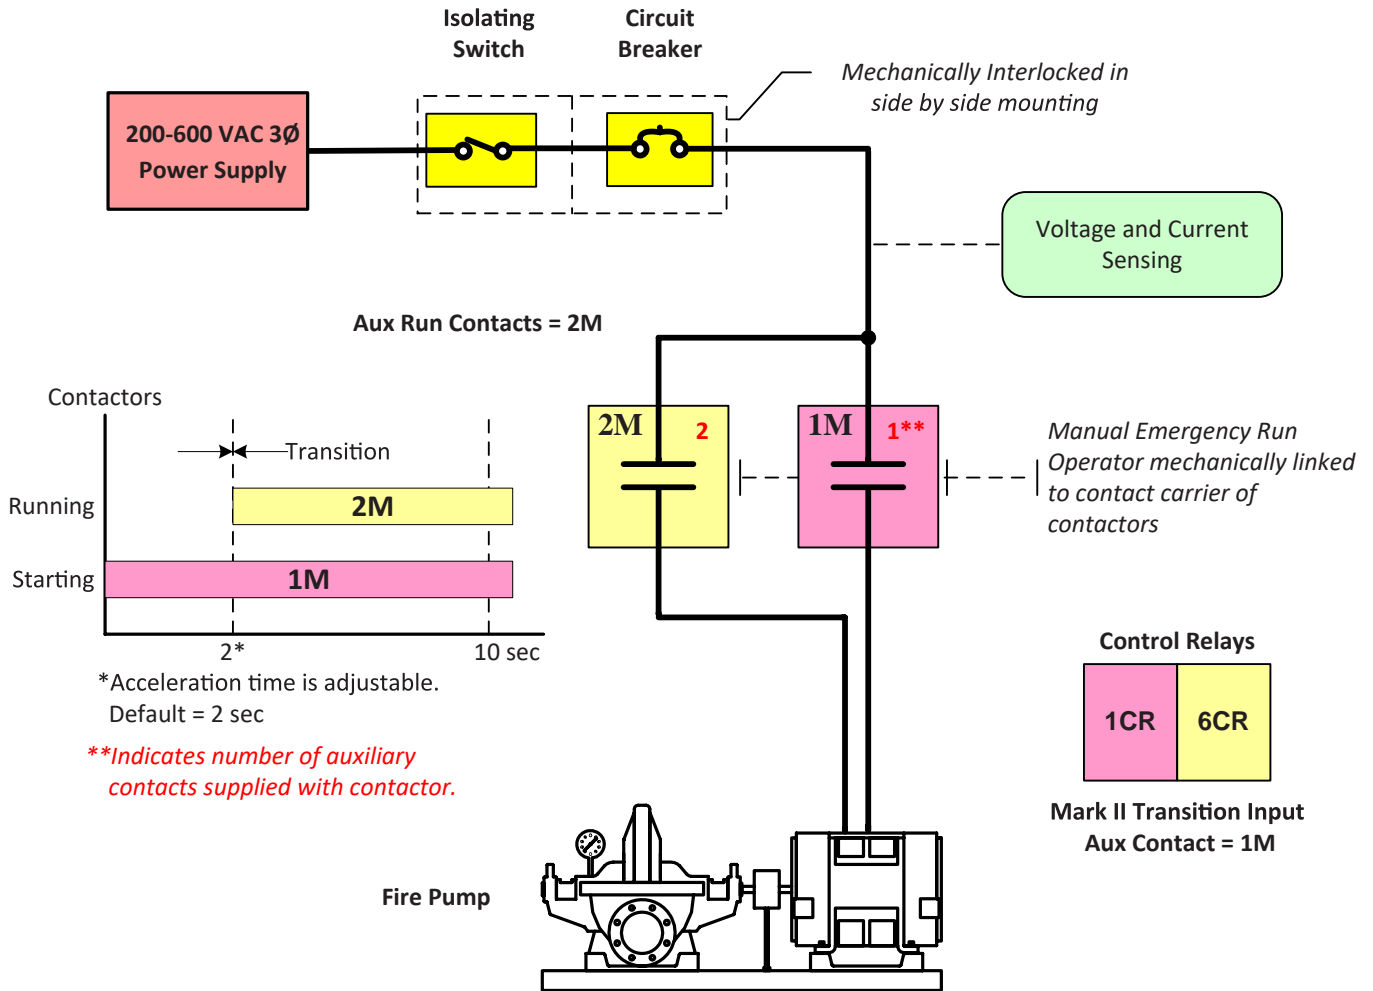 Isolating
Switch
Circuit
Breaker
Mechanically Interlocked in
side by side mounting
200-600 VAC 3Ø
Power Supply
Voltage and Current
Sensing
Aux Run Contacts = 2M
Contactors
Transition
Running
2M
Starting
1M
2*
10 sec
*Acceleration time is adjustable.
Default = 2 sec
**Indicates number of auxiliary
contacts supplied with contactor.
2M
2
1M
1**
Manual Emergency Run
Operator mechanically linked
to contact carrier of
contactors
Control Relays
1CR
6CR
Mark II Transition Input
Aux Contact = 1M
Fire Pump